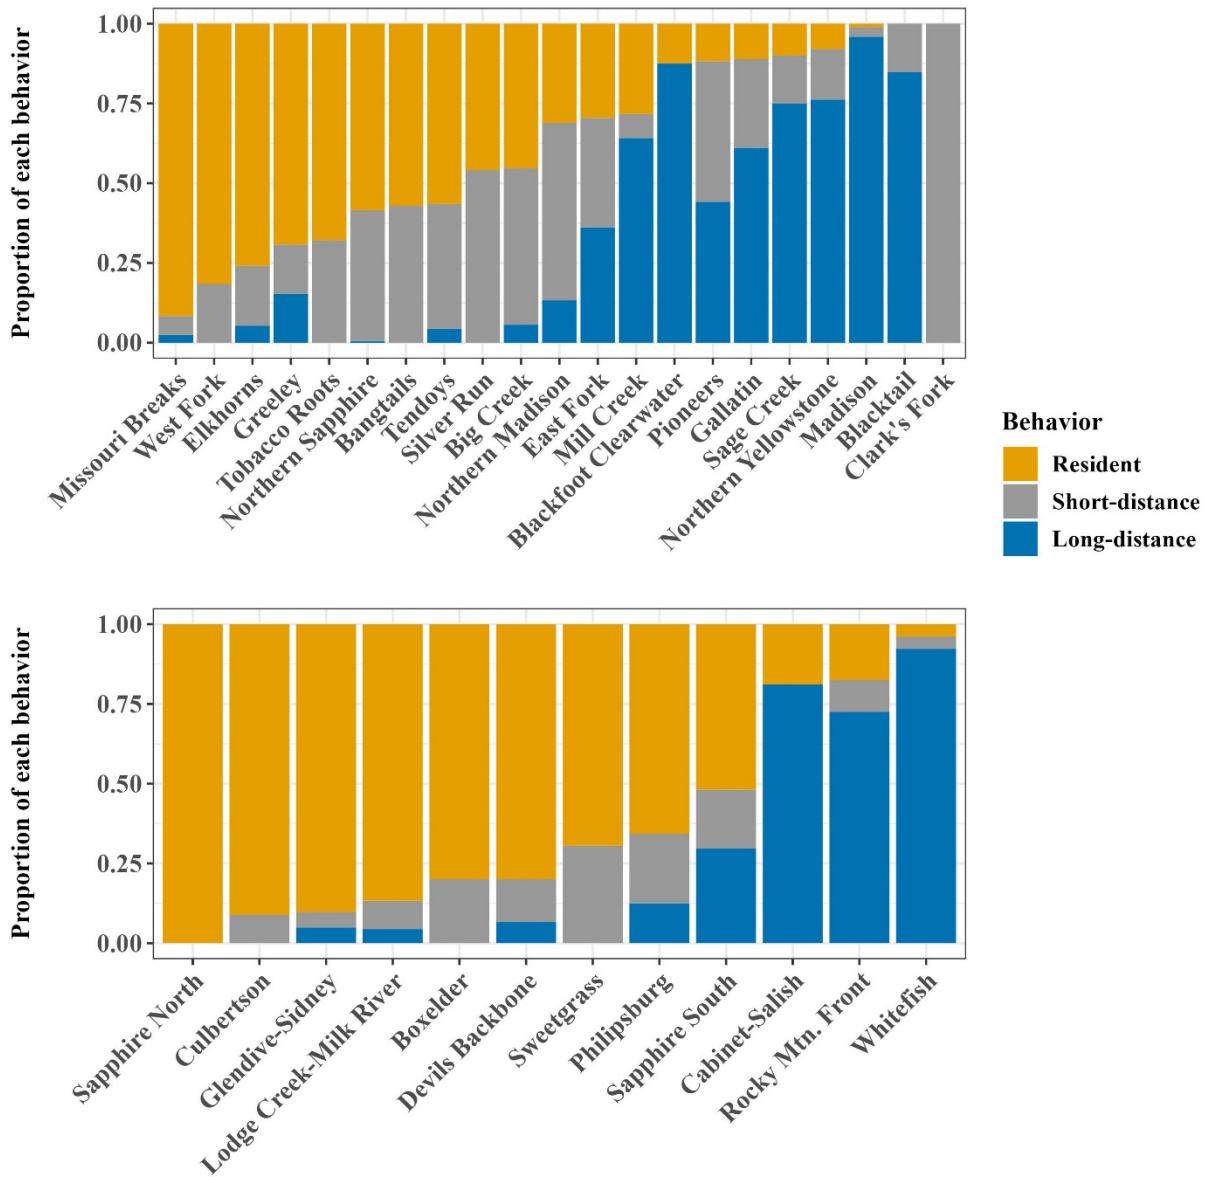 Proportion of each behavior
1.00
0.75
0.50
0.25
0.00
Missouri Breaks
West Fork
Elkhorns
Greeley
Tobacco Roots
Northern Sapphire
Bangtails
Tendoys
Silver Run
Big Creek
Northern Madison
East Fork
Mill Creek
Blackfoot Clearwater
Pioneers
Gallatin
Sage Creek
Northern Yellowstone
Madison
Blacktail
Clark's Fork
Behavior
Resident
Short-distance
Long-distance
Proportion of each behavior
1.00
0.75
0.50
0.25
0.00
Sapphire North
Culbertson
Glendive-Sidney
Lodge Creek-Milk River
Boxelder
Devils Backbone
Sweetgrass
Philipsburg
Sapphire South
Cabinet-Salish
Rocky Mtn. Front
Whitefish